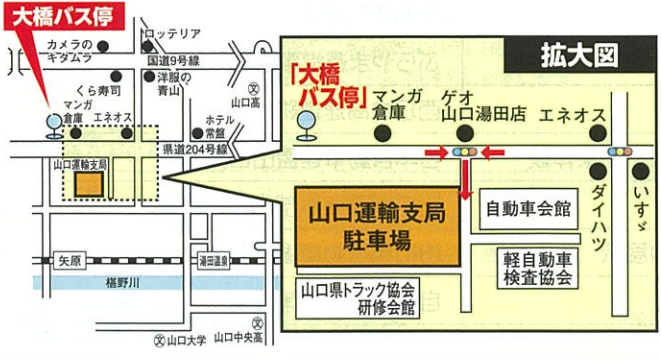 大橋バス停
ロッテリア
カメラの
キタムラ
国道9号線
洋服の
青山
くら寿司
文
山口高
マンガ
倉庫
エネオス
ホテル
常盤
県道204号線
山口運輸支局
矢原
湯田温泉
椹野川
文
文山口大学
山口中央高
拡大図
「大橋
バス停」
マンガ
倉庫
ゲオ
山口湯田店
エネオス
山口運輸支局
駐車場
自動車会館
ダイハツ
いすゞ
軽自動車
検査協会
山口県トラック協会
研修会館